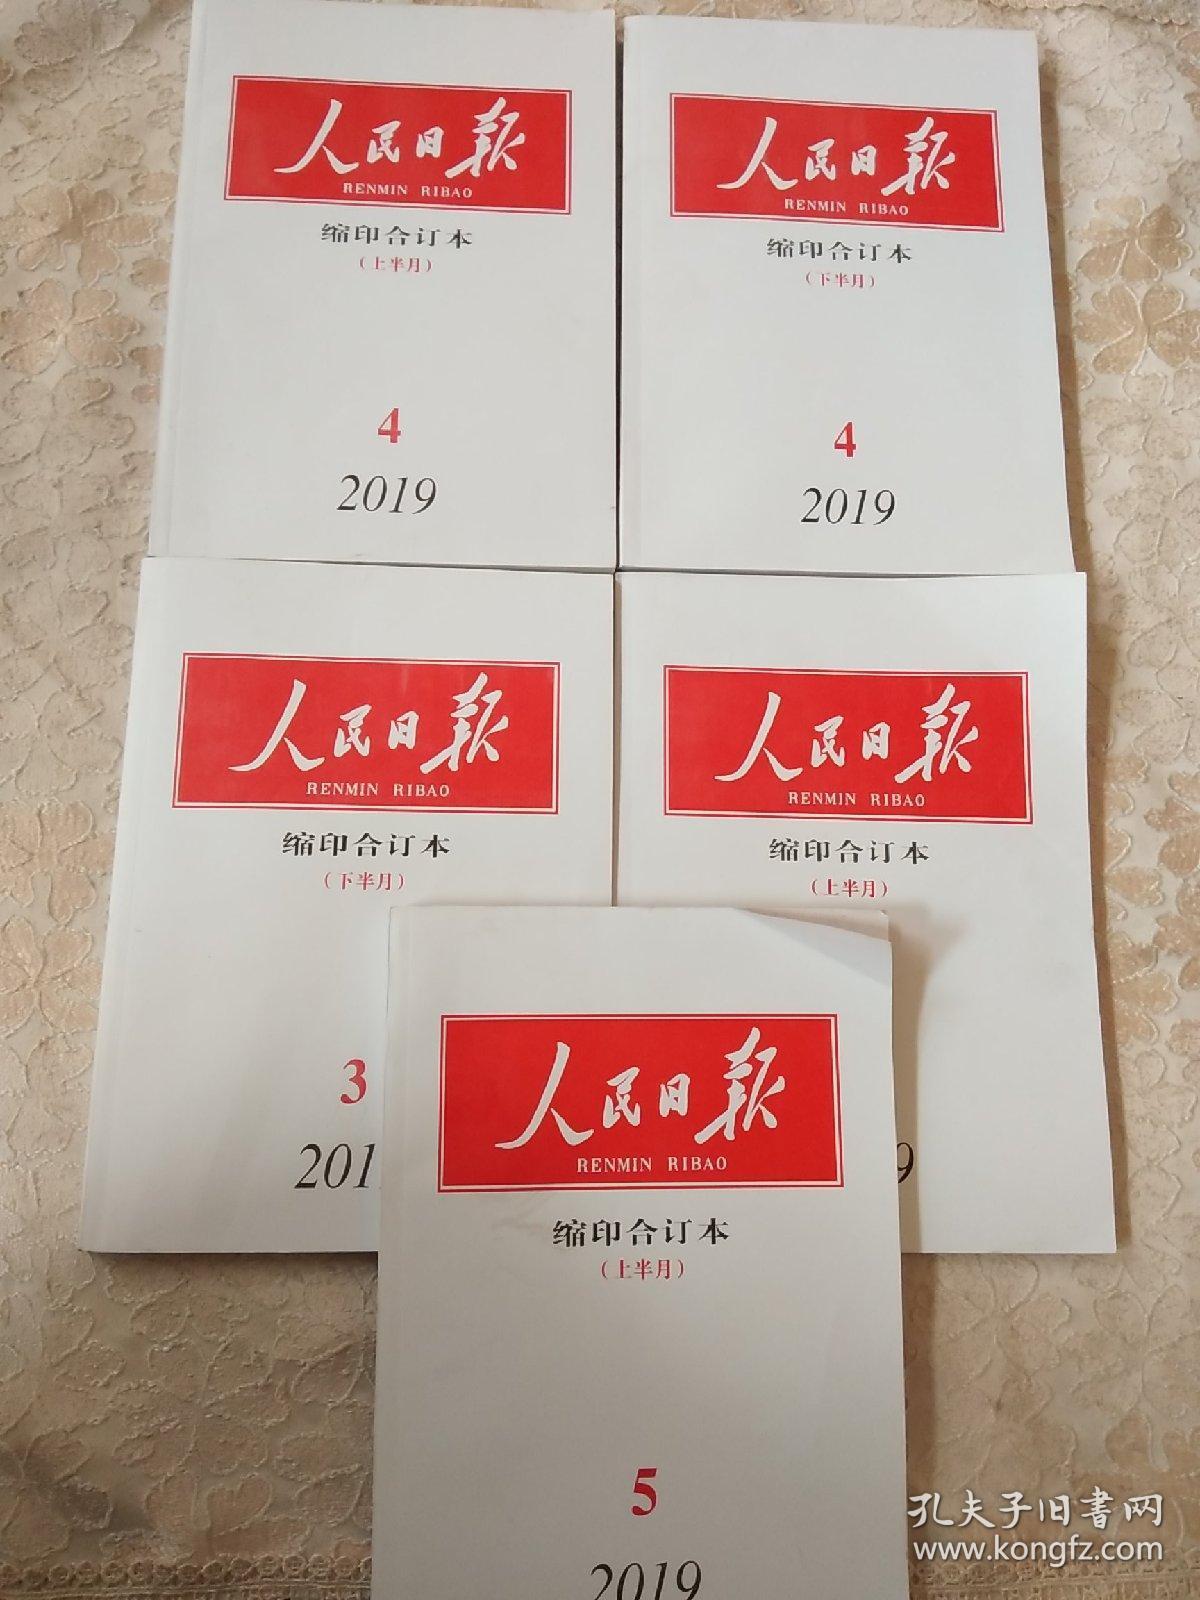 人民日报
RENMIN RIBAO
缩印合订本
（上半月）
4
2019
人民日报
RENMIN RIBAO
缩印合订本
（下半月）
4
2019
人民日报
RENMIN RIBAO
缩印合订本
（下半月）
3
201
人民日报
RENMIN RIBAO
缩印合订本
（上半月）
9
人民日报
RENMIN RIBAO
缩印合订本
（上半月）
5
2019
孔夫子旧书网
www.kongfz.com